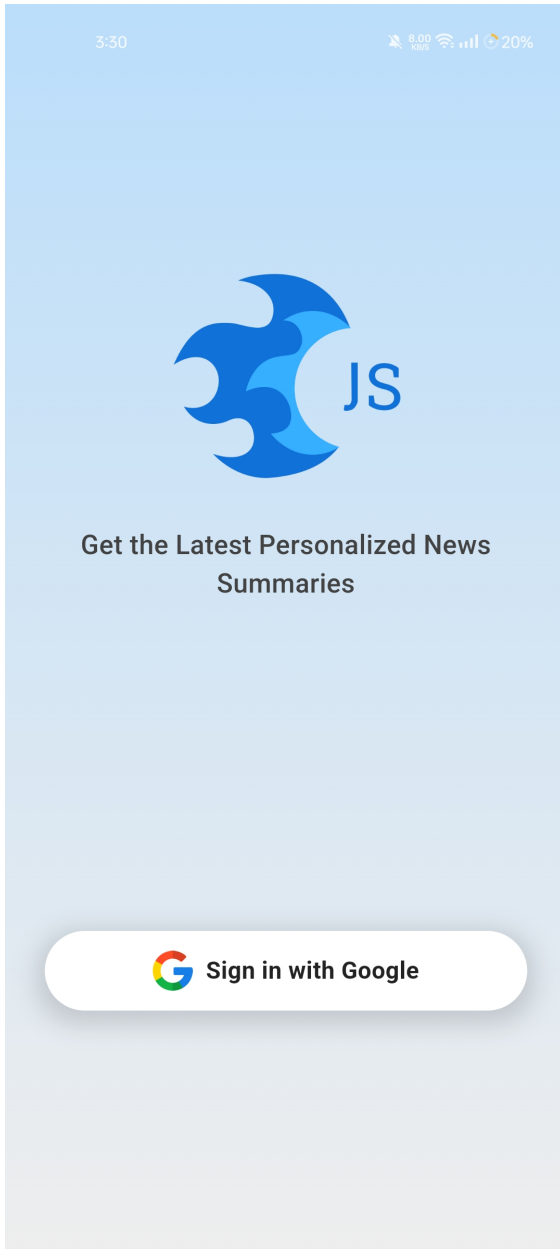 3:30
8.00
KB/S
20%
JS
Get the Latest Personalized News
Summaries
Sign in with Google